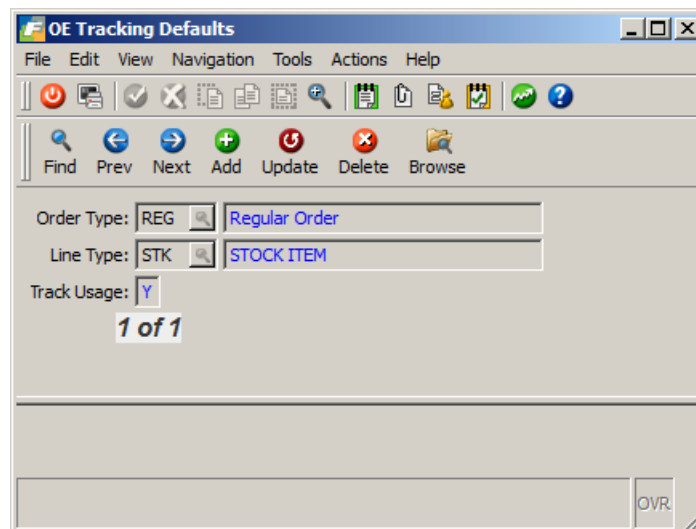 OE Tracking Defaults
File Edit View Navigation Tools Actions Help
Find Prev Next Add Update Delete Browse
Order Type: REG Regular Order
Line Type: STK STOCK ITEM
Track Usage: Y
1 of 1
OVR